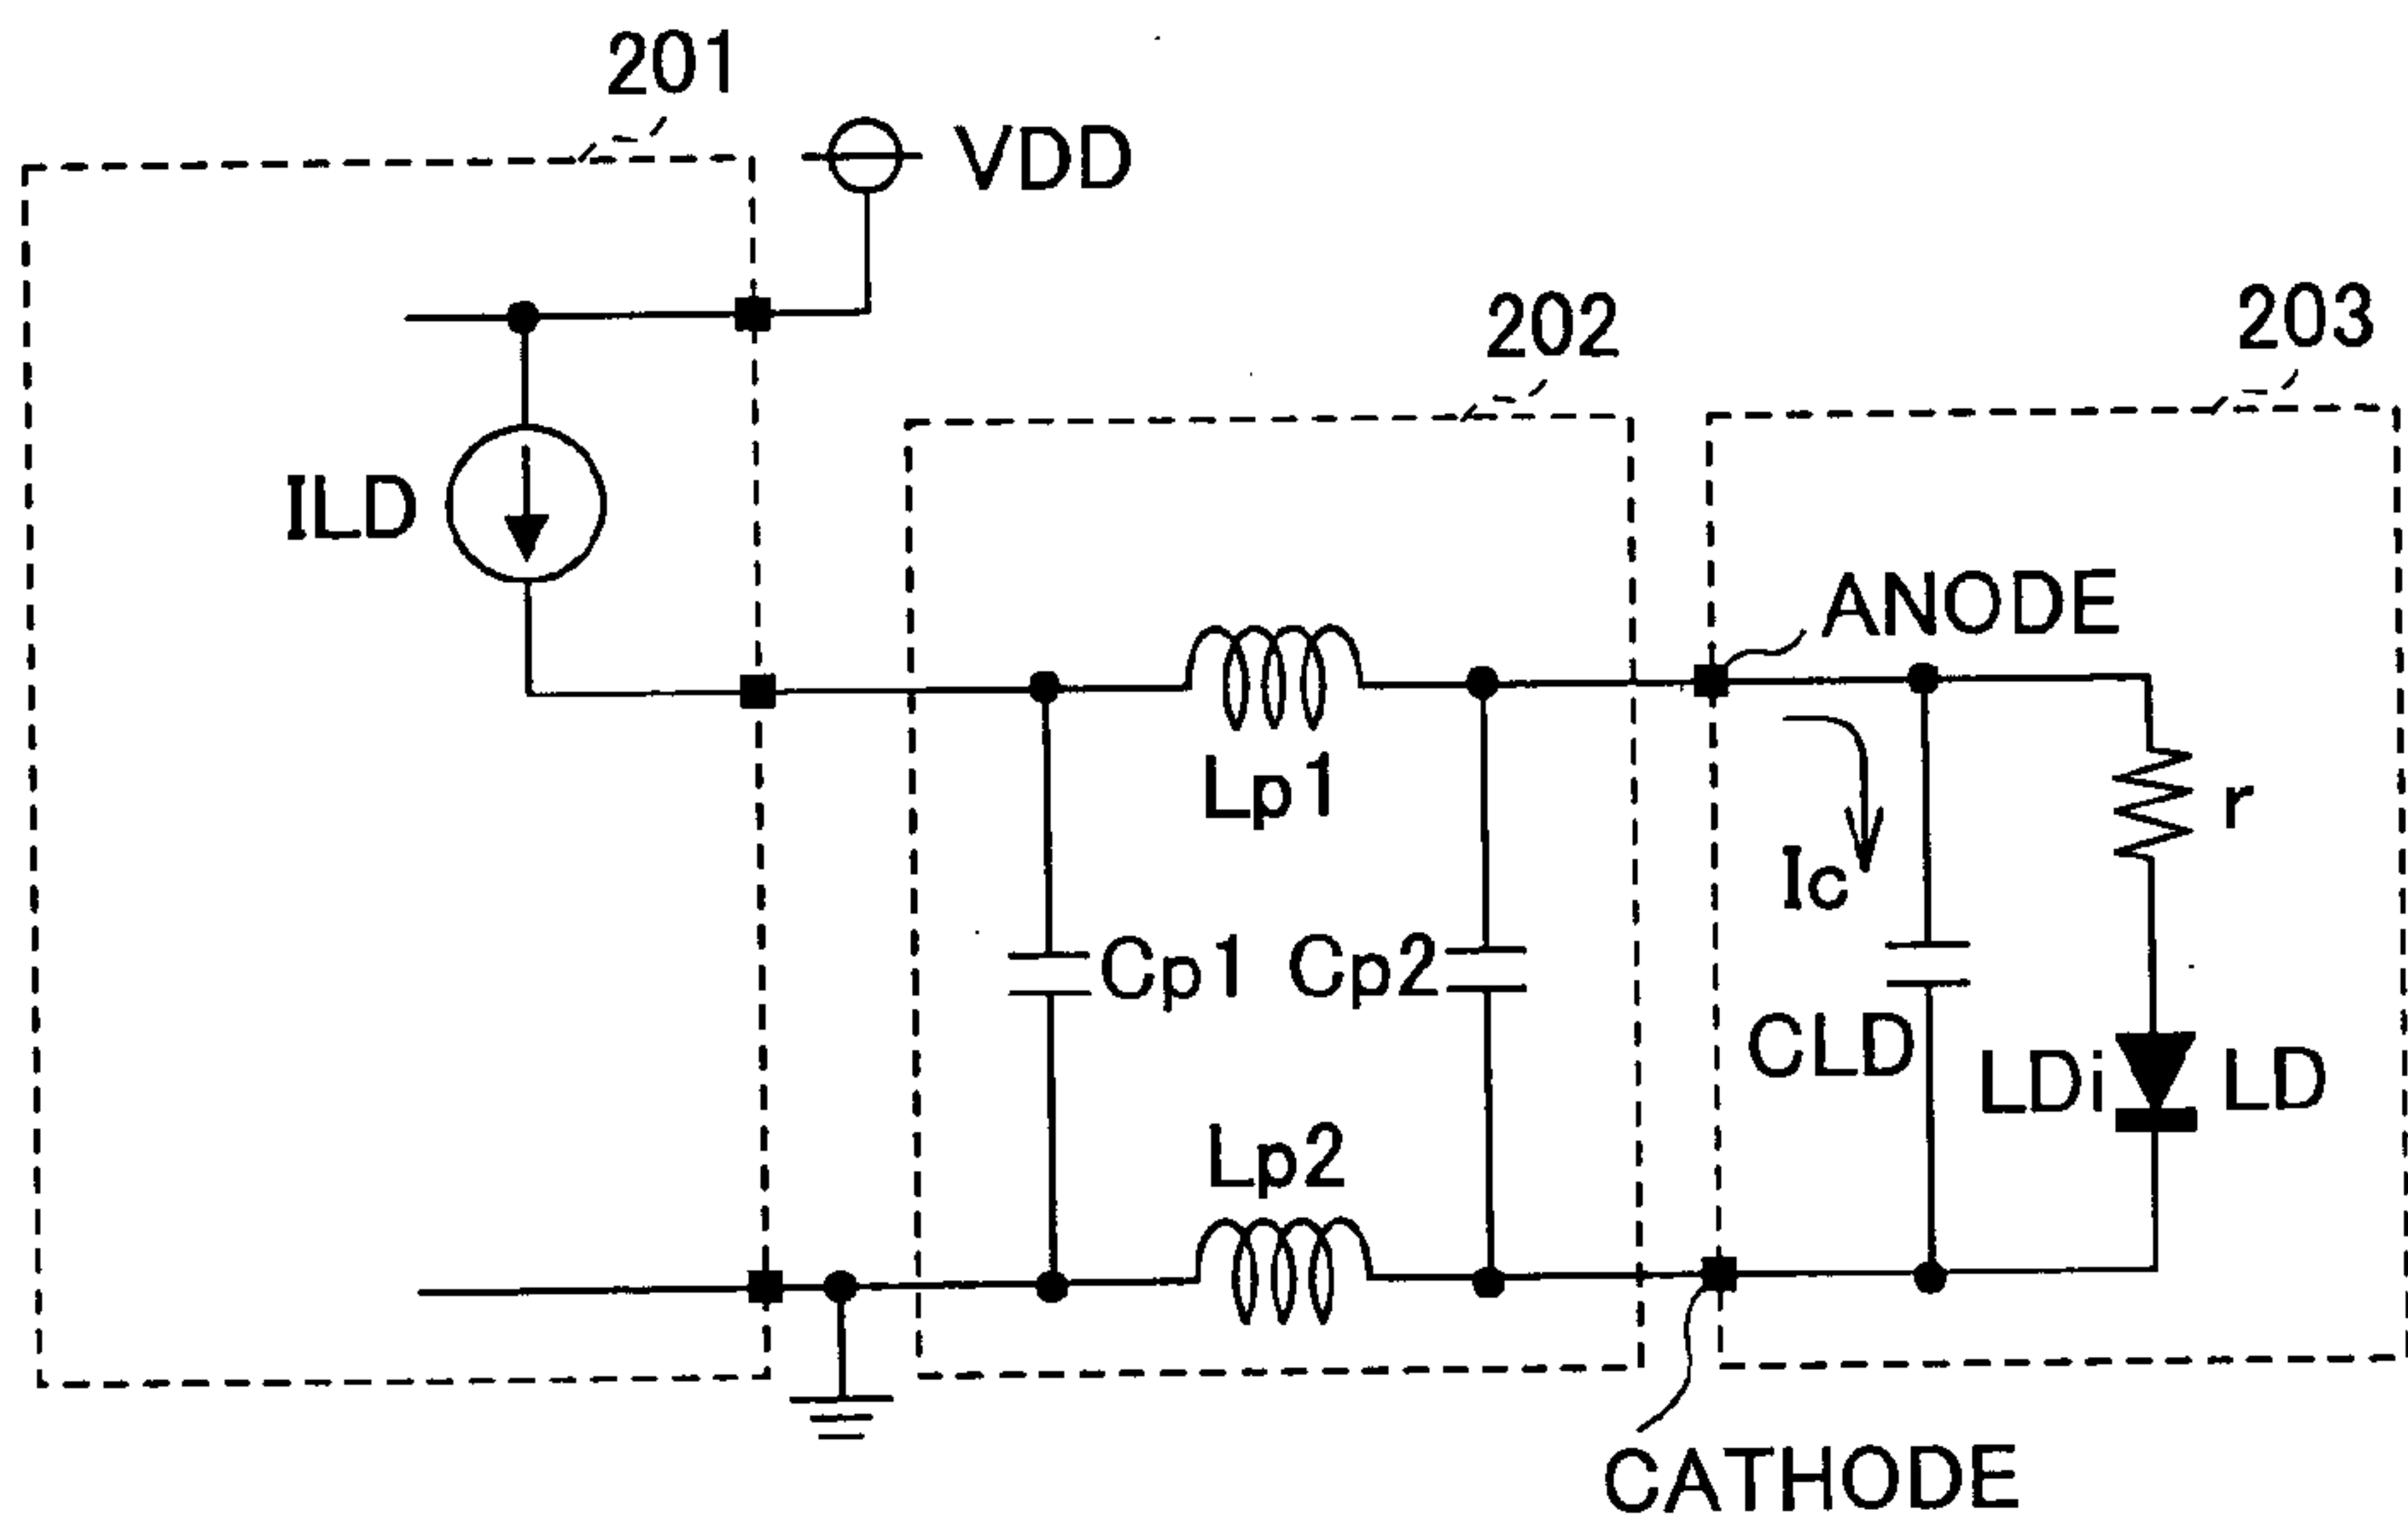 201
VDD
202
203
ILD
ANODE
Lp1
r
Ic
Cp1
Cp2
CLD
LDi
LD
Lp2
CATHODE